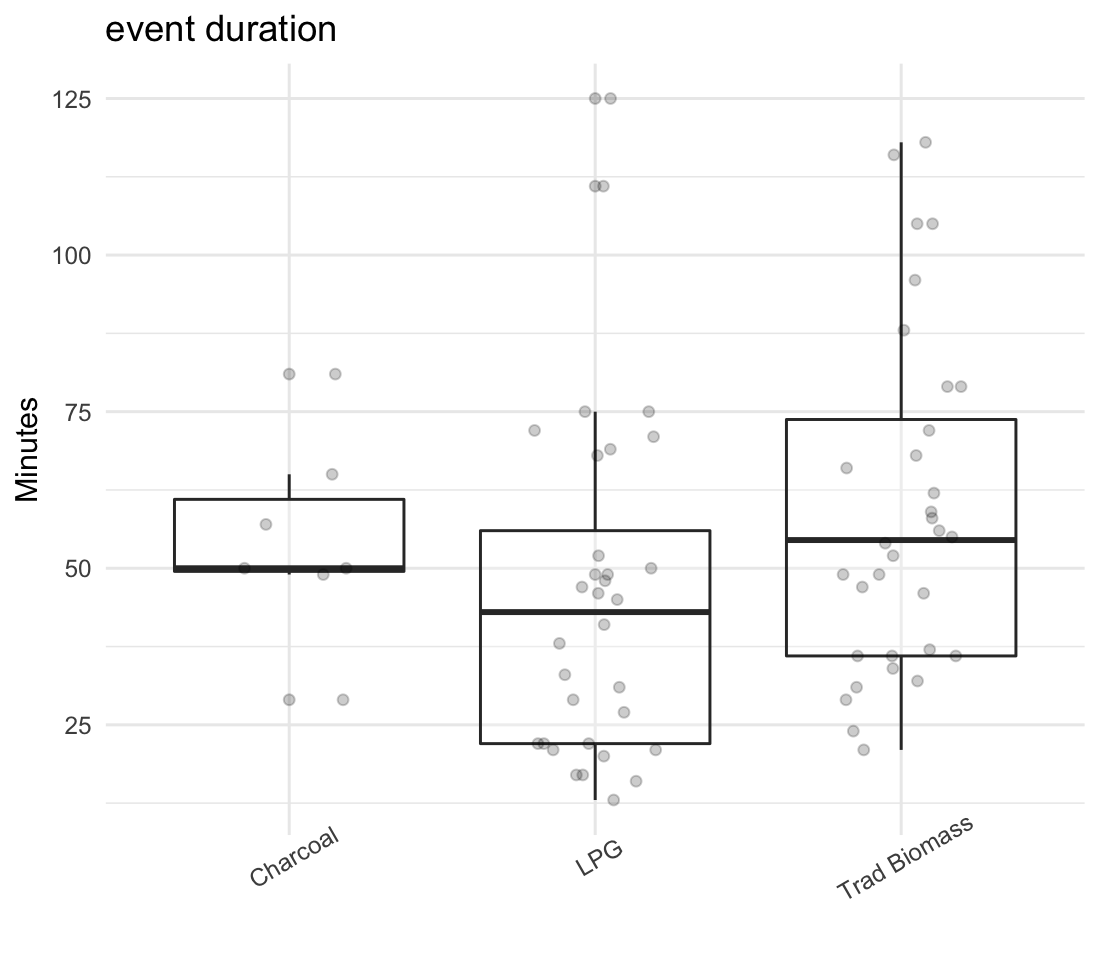 event duration
Minutes
125
100
75
50
25
Charcoal
LPG
Trad Biomass